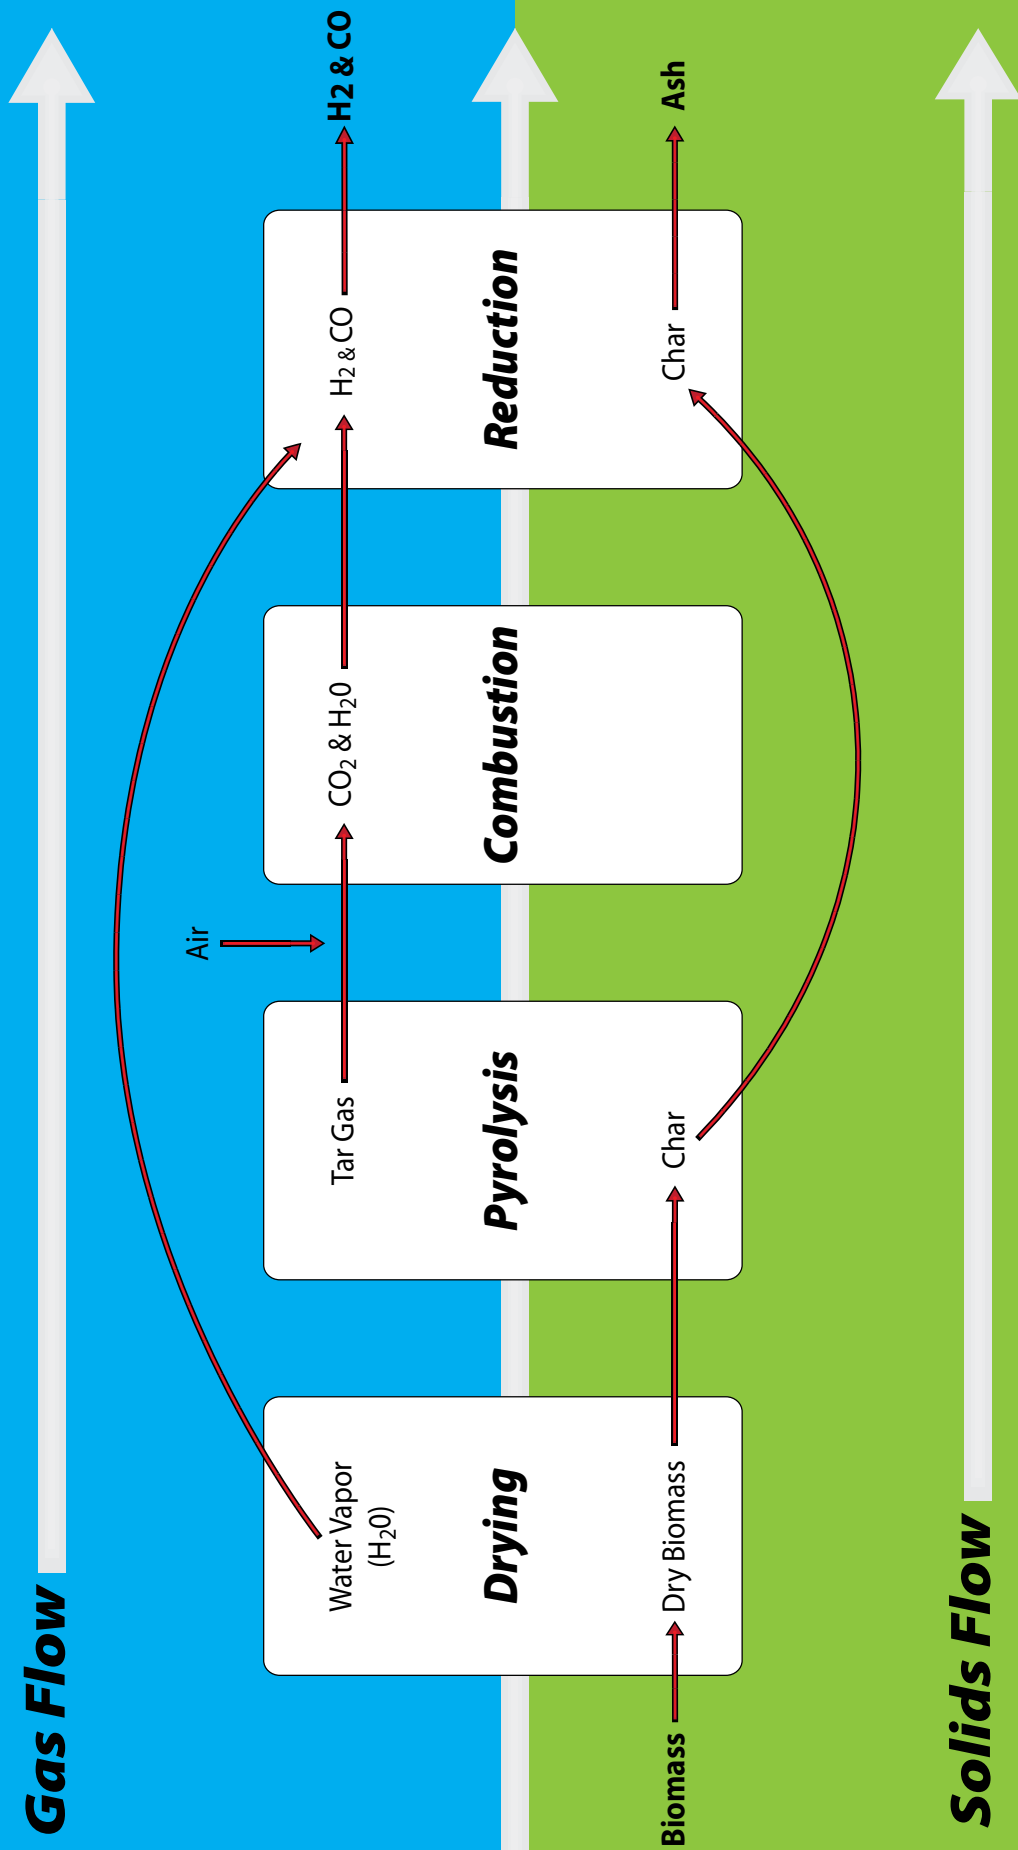 Gas Flow
Water Vapor
(H₂0)
Tar Gas
Air
CO₂ & H₂0
H₂ & CO
H2 & CO
Drying
Pyrolysis
Combustion
Reduction
Biomass
Dry Biomass
Char
Char
Ash
Solids Flow